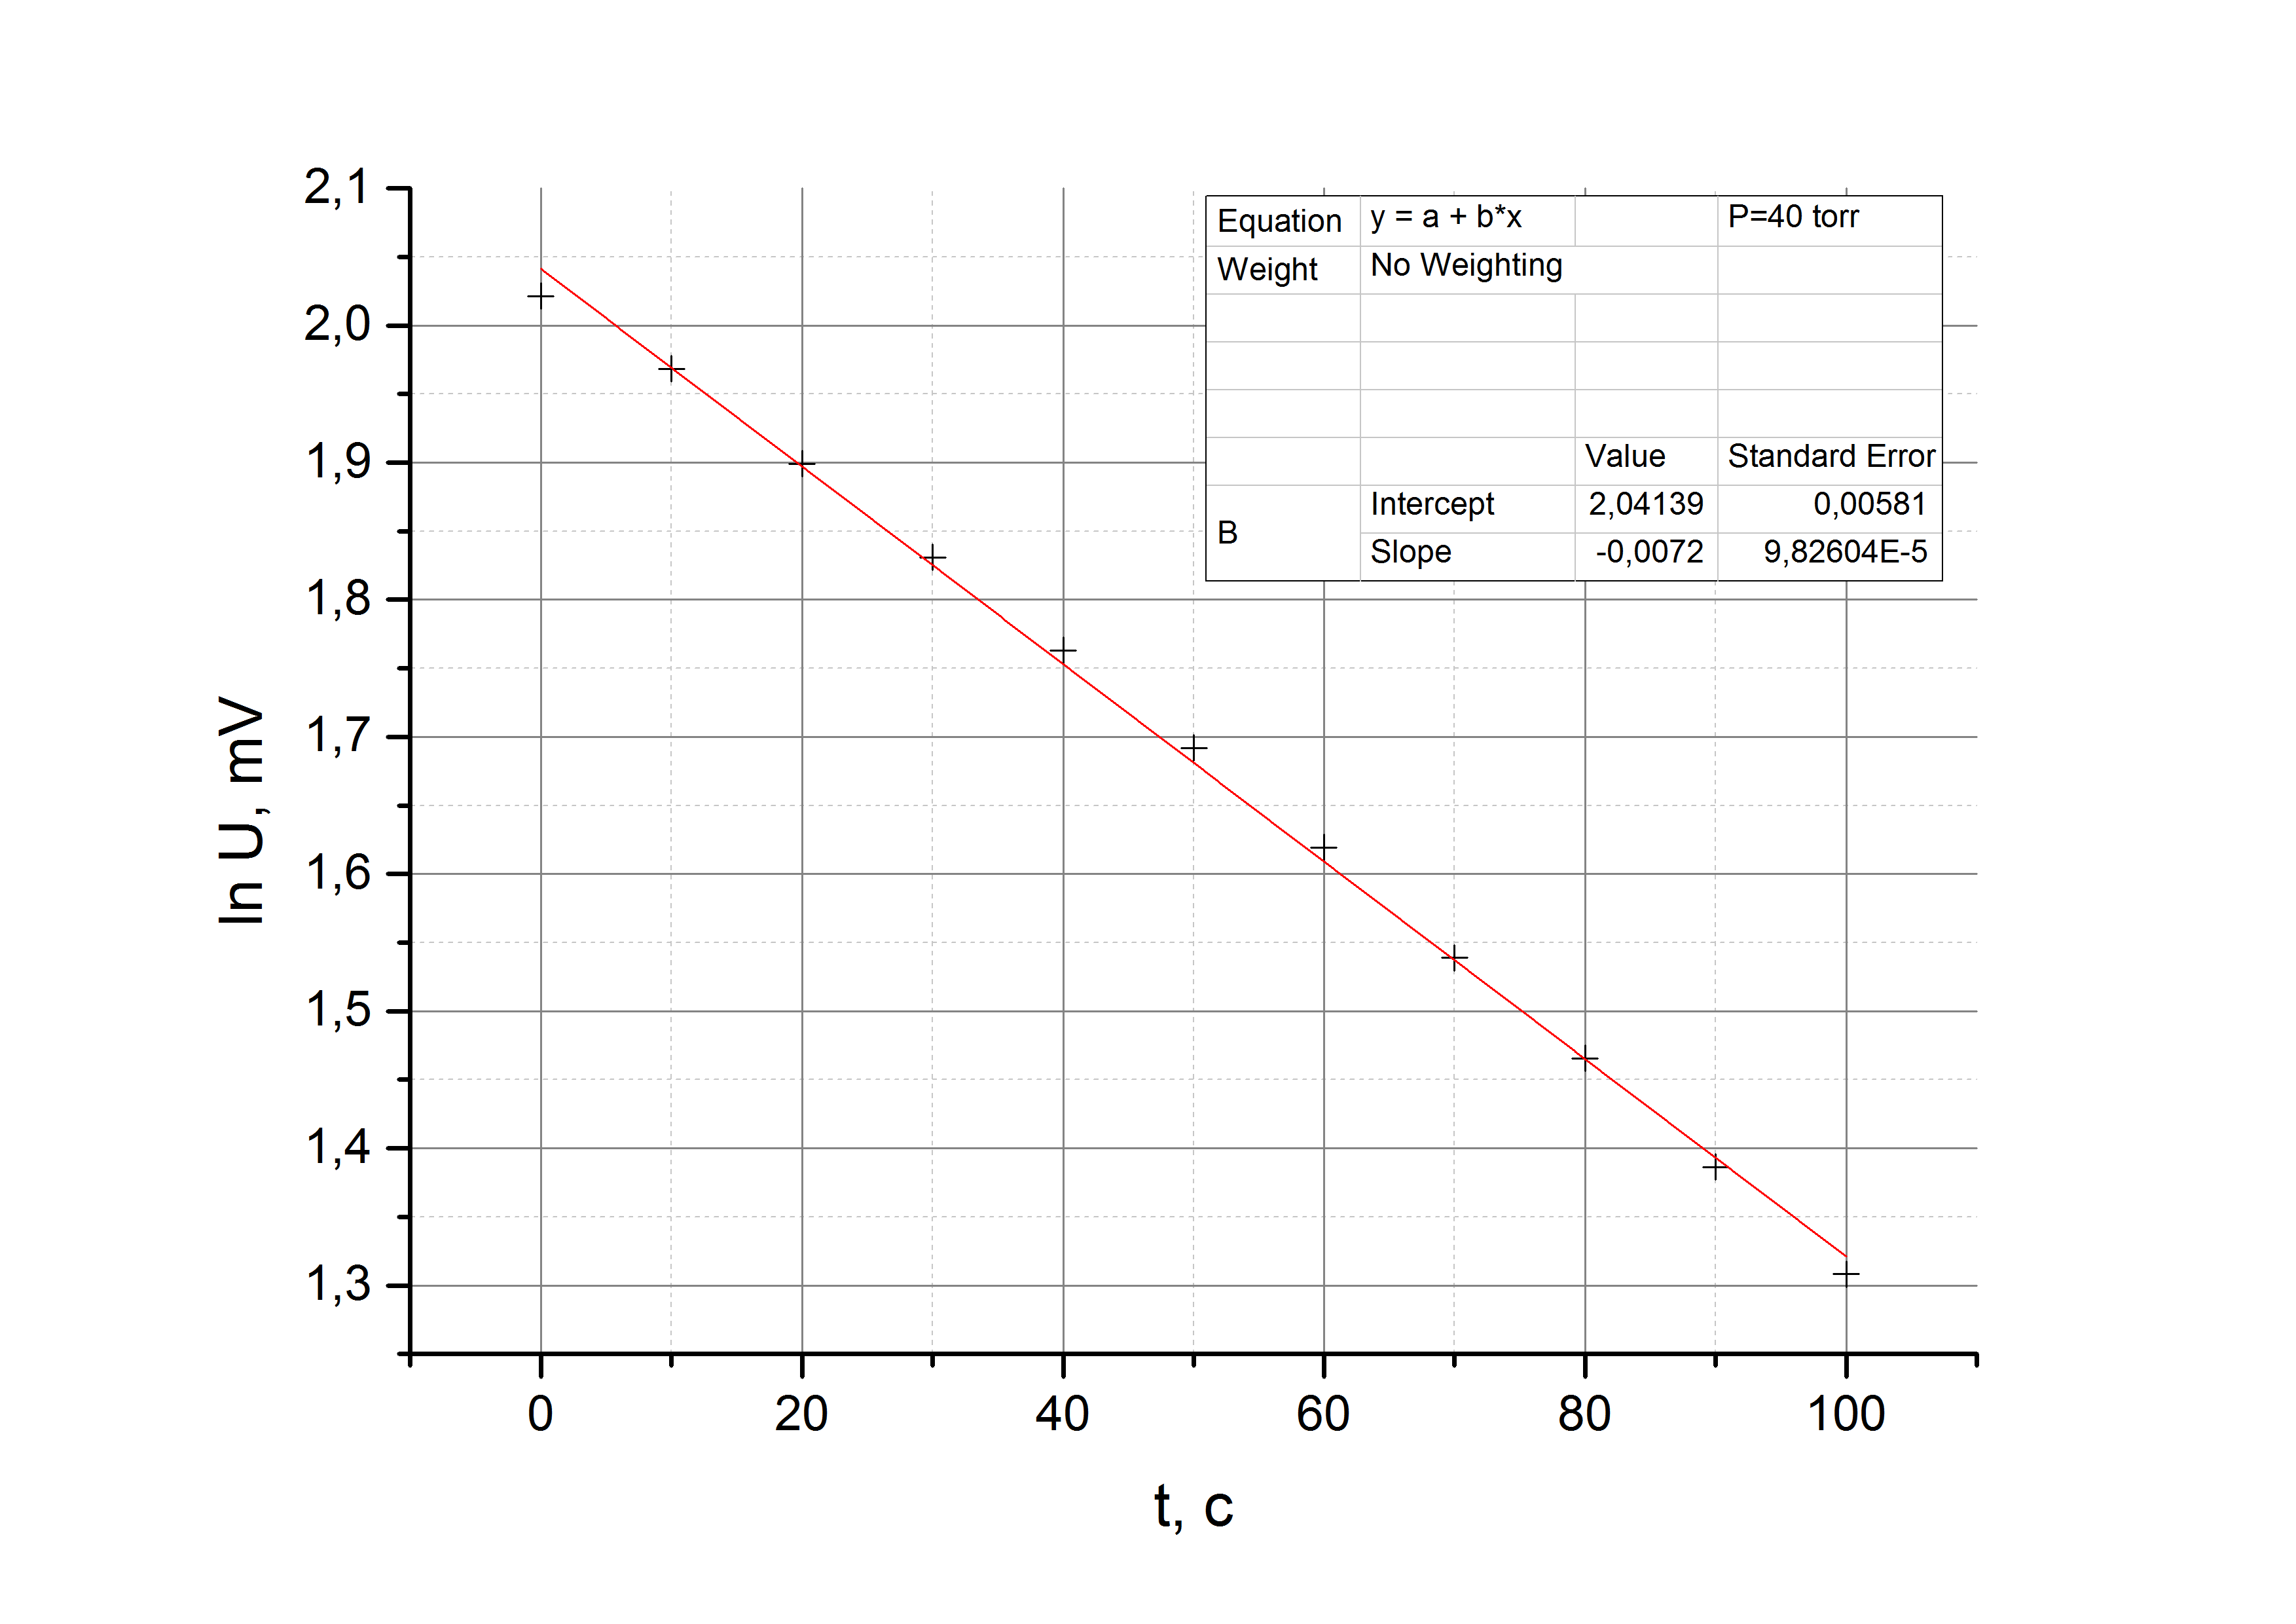 2,1
2,0
1,9
1,8
1,7
1,6
1,5
1,4
1,3
ln U, mV
Equation y = a + b*x P=40 torr
Weight No Weighting
Value Standard Error
B
Intercept 2,04139 0,00581
Slope -0,0072 9,82604E-5
0 20 40 60 80 100
t, c